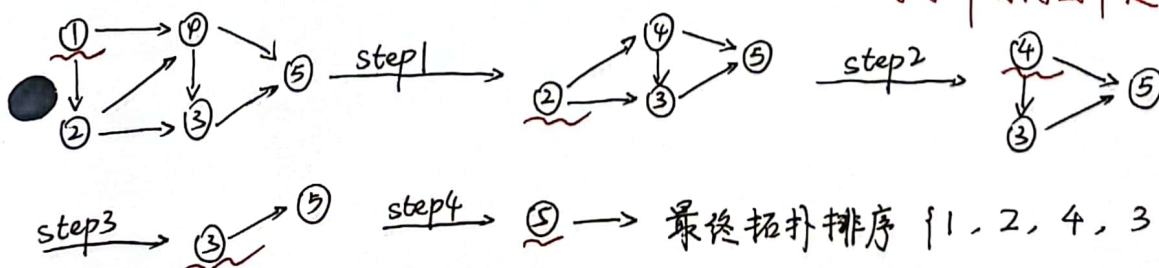 ① ④ ⑤ step1 ④ ⑤ step2 ④ ⑤
② ③ ② ③ ③
step3 ③ ⑤ step4 ⑤ 最终拓扑排序 {1, 2, 4, 3